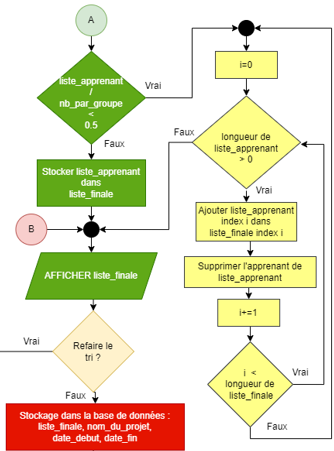 A
liste_apprenant
/
nb_par_groupe
<
0.5
Vrai
Faux
Stocker liste_apprenant
dans
liste_finale
B
AFFICHER liste_finale
Refaire le
tri ?
Vrai
Faux
Stockage dans la base de données :
liste_finale, nom_du_projet,
date_debut, date_fin
i=0
longueur de
liste_apprenant
> 0
Faux
Vrai
Ajouter liste_apprenant
index i dans
liste_finale index i
Supprimer l'apprenant de
liste_apprenant
i+=1
i <
longueur de
liste_finale
Vrai
Faux